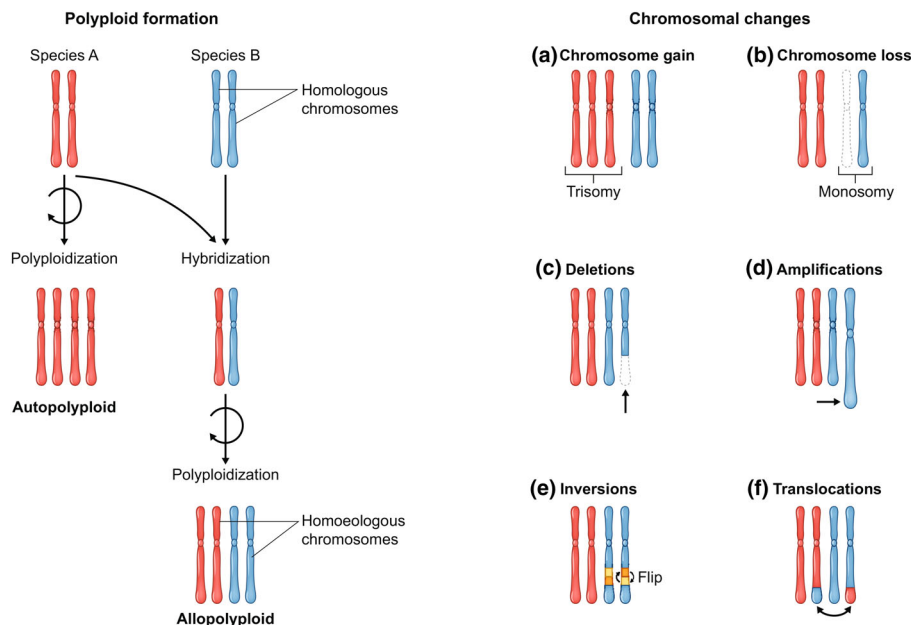 Polyploid formation
Species A
Species B
Homologous
chromosomes
Polyploidization
Hybridization
Autopolyploid
Polyploidization
Homoeologous
chromosomes
Allopolyploid
Chromosomal changes
(a) Chromosome gain
Trisomy
(b) Chromosome loss
Monosomy
(c) Deletions
(d) Amplifications
(e) Inversions
Flip
(f) Translocations